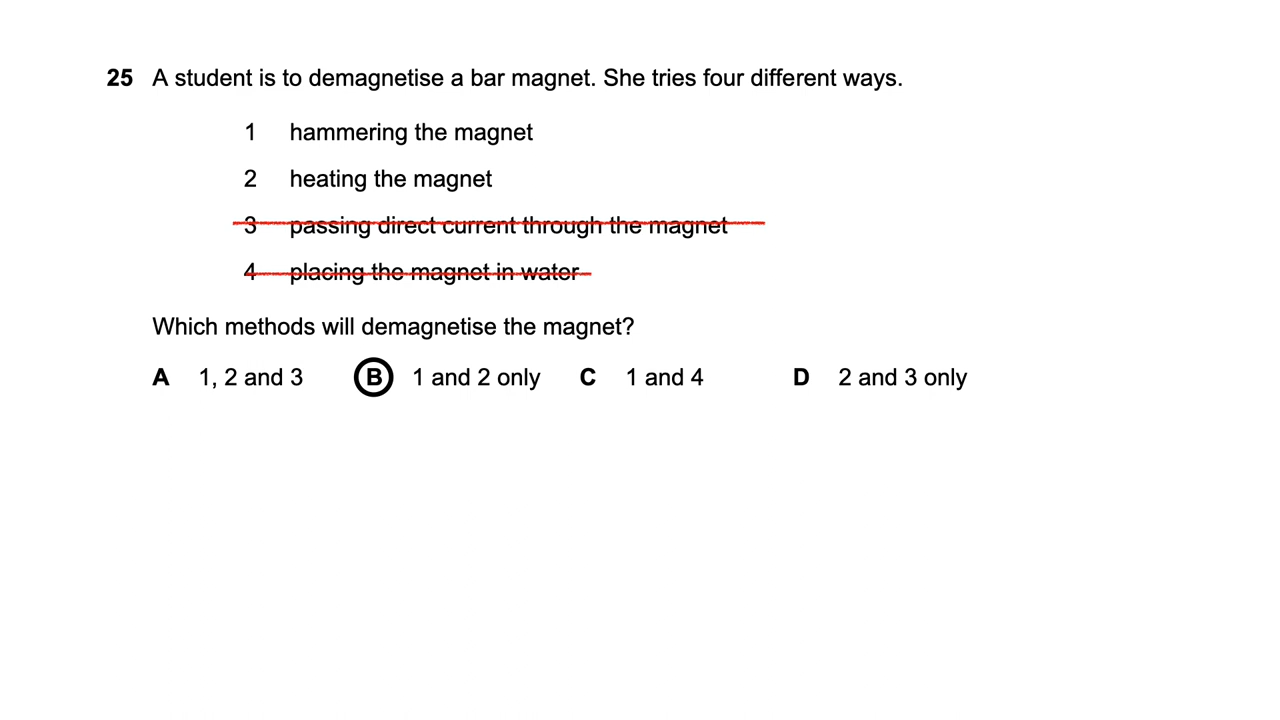 25 A student is to demagnetise a bar magnet. She tries four different ways.
1 hammering the magnet
2 heating the magnet
3 passing direct current through the magnet
4 placing the magnet in water
Which methods will demagnetise the magnet?
A 1, 2 and 3 B 1 and 2 only C 1 and 4 D 2 and 3 only